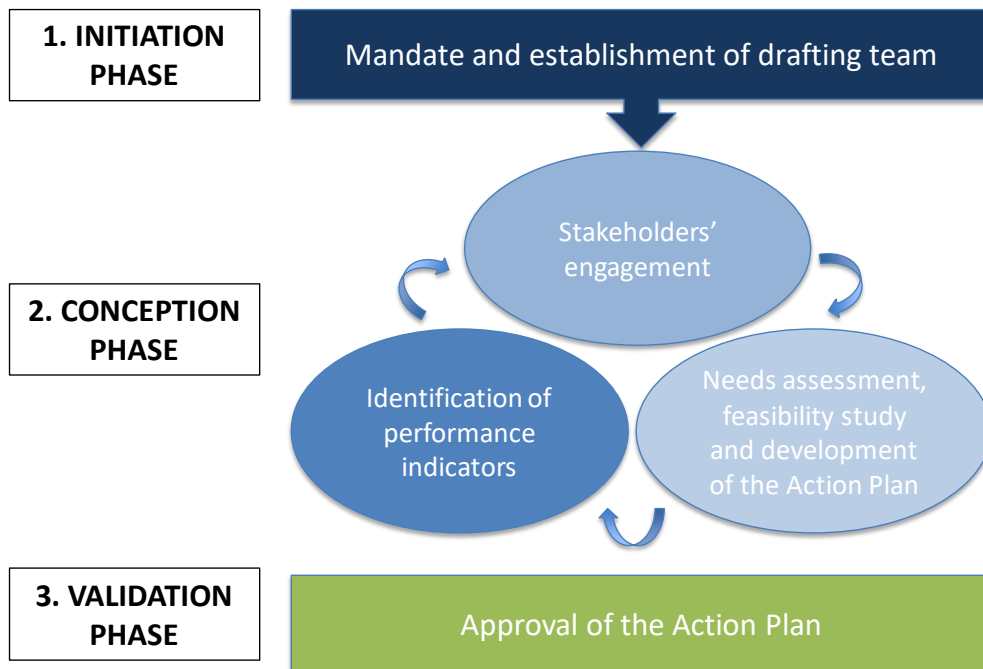 1. INITIATION
PHASE
Mandate and establishment of drafting team
Stakeholders’
engagement
2. CONCEPTION
PHASE
Identification of
performance
indicators
Needs assessment,
feasibility study
and development
of the Action Plan
3. VALIDATION
PHASE
Approval of the Action Plan